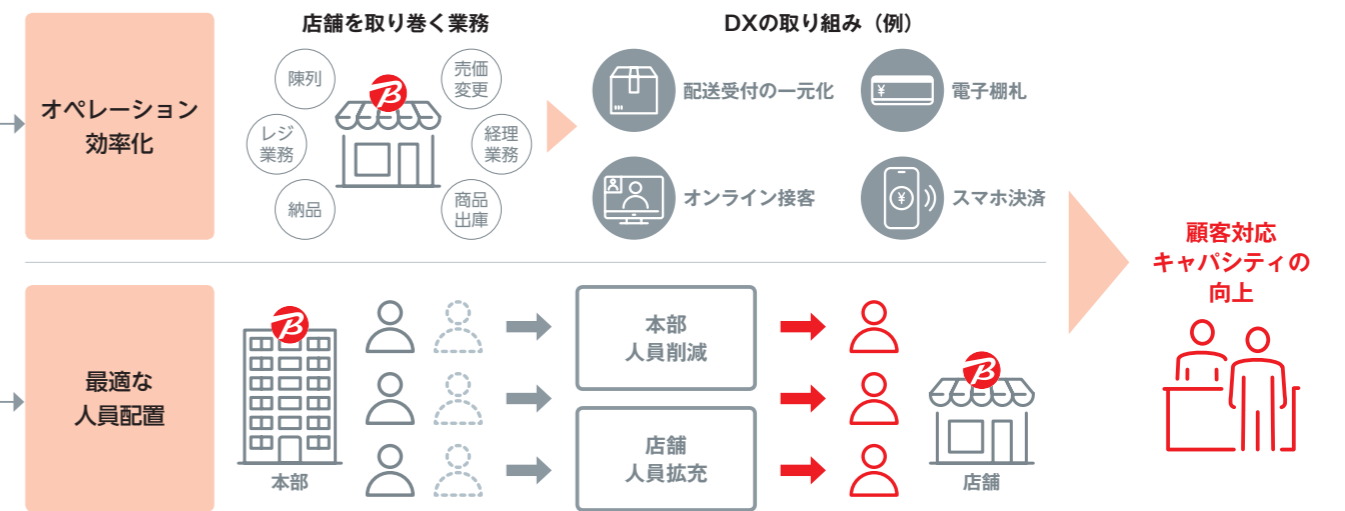 オペレーション
効率化
店舗を取り巻く業務
陳列
売価
変更
レジ
業務
経理
業務
納品
商品
出庫
B
DXの取り組み（例）
配送受付の一元化
¥
電子棚札
オンライン接客
¥
スマホ決済
最適な
人員配置
B
本部
本部
人員削減
店舗
人員拡充
B
店舗
顧客対応
キャパシティの
向上